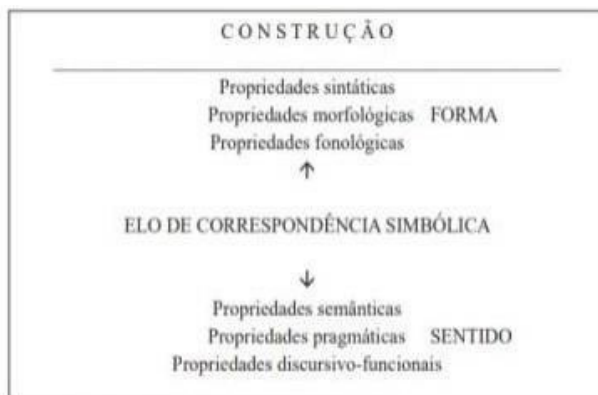 CONSTRUÇÃO
Propriedades sintáticas
Propriedades morfológicas FORMA
Propriedades fonológicas
↑
ELO DE CORRESPONDÊNCIA SIMBÓLICA
↓
Propriedades semânticas
Propriedades pragmáticas SENTIDO
Propriedades discursivo-funcionais